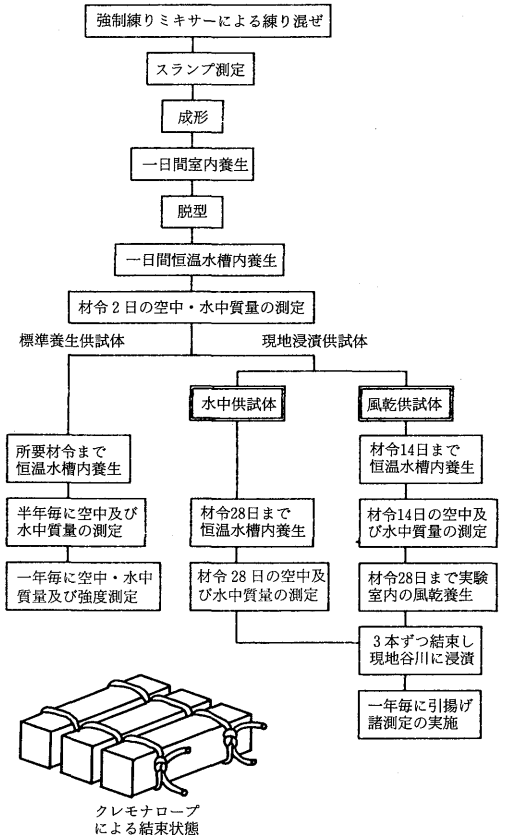 強制練りミキサーによる練り混ぜ
スランプ測定
成形
一日間室内養生
脱型
一日間恒温水槽内養生
材令2日の空中・水中質量の測定
標準養生供試体
現地浸漬供試体
水中供試体
風乾供試体
所要材令まで
恒温水槽内養生
材令14日まで
恒温水槽内養生
半年毎に空中及び
水中質量の測定
材令28日まで
恒温水槽内養生
材令14日の空中及
び水中質量の測定
一年毎に空中・水中
質量及び強度測定
材令28日の空中及
び水中質量の測定
材令28日まで実験
室内の風乾養生
3本ずつ結束し
現地谷川に浸漬
一年毎に引揚げ
諸測定の実施
クレモナロープ
による結束状態